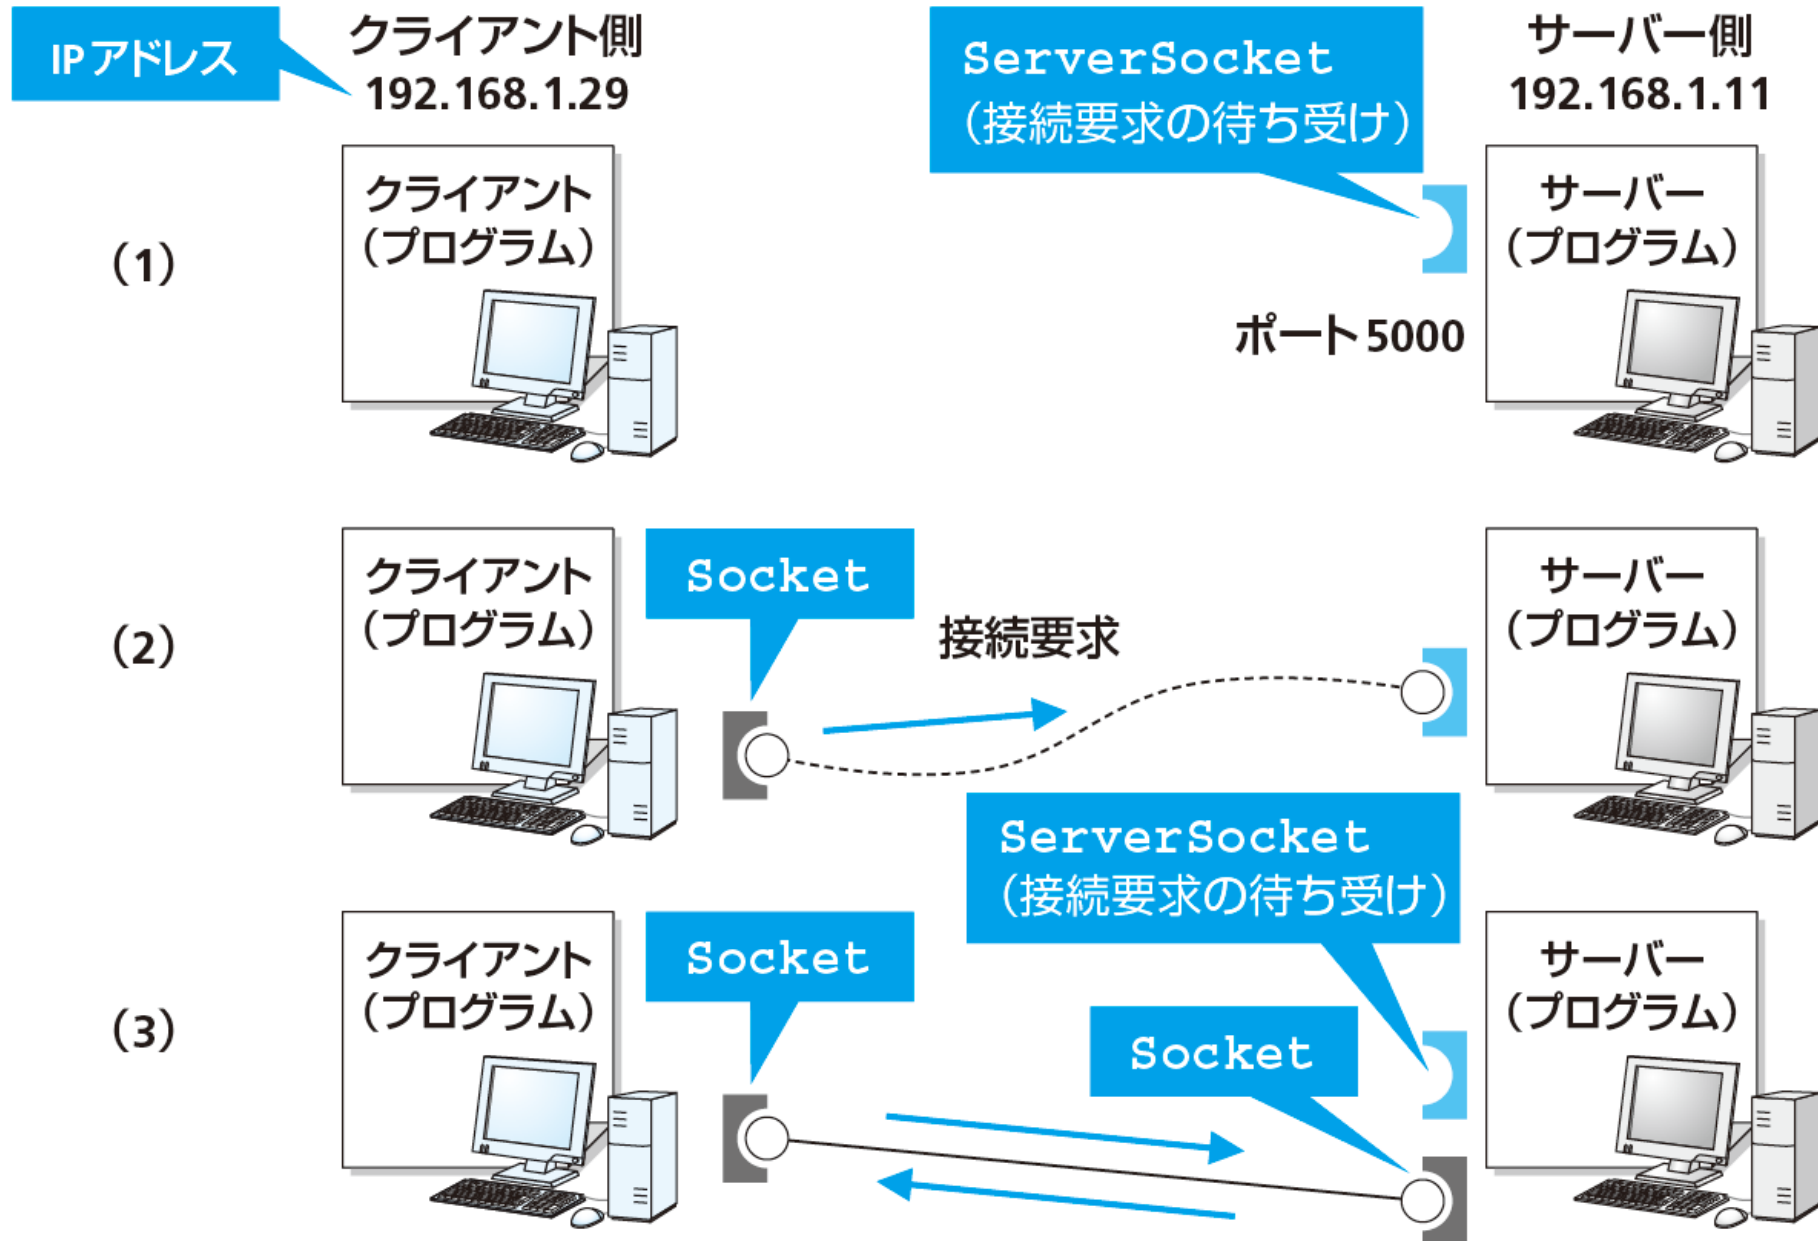 IPアドレス
クライアント側
192.168.1.29
ServerSocket
（接続要求の待ち受け）
サーバー側
192.168.1.11
（1）
クライアント
（プログラム）
ポート5000
サーバー
（プログラム）
（2）
クライアント
（プログラム）
Socket
接続要求
サーバー
（プログラム）
（3）
クライアント
（プログラム）
Socket
ServerSocket
（接続要求の待ち受け）
Socket
サーバー
（プログラム）